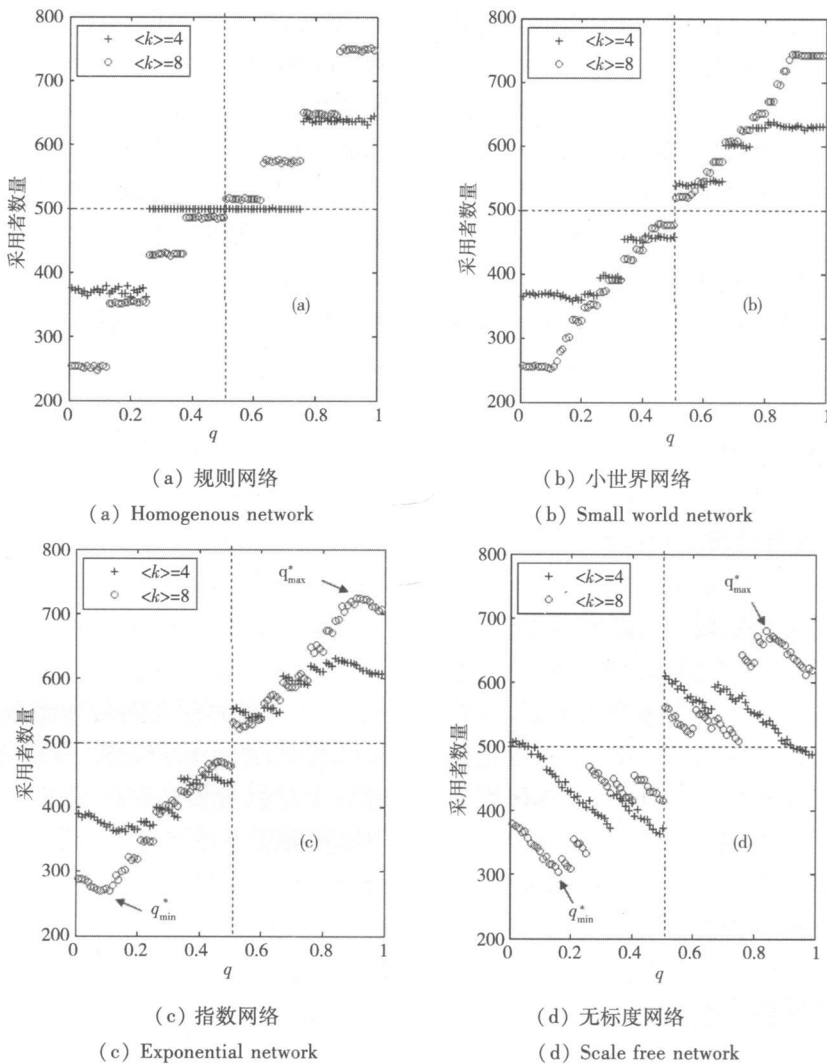 800
700
600
500
400
300
200
采用者数量
<k>=4
<k>=8
(a)
0 0.2 0.4 0.6 0.8 1
q
(a) 规则网络
(a) Homogenous network
800
700
600
500
400
300
200
采用者数量
<k>=4
<k>=8
(b)
0 0.2 0.4 0.6 0.8 1
q
(b) 小世界网络
(b) Small world network
800
700
600
500
400
300
200
采用者数量
<k>=4
<k>=8
q*max
(c)
q*min
0 0.2 0.4 0.6 0.8 1
q
(c) 指数网络
(c) Exponential network
800
700
600
500
400
300
200
采用者数量
<k>=4
<k>=8
q*max
(d)
q*min
0 0.2 0.4 0.6 0.8 1
q
(d) 无标度网络
(d) Scale free network